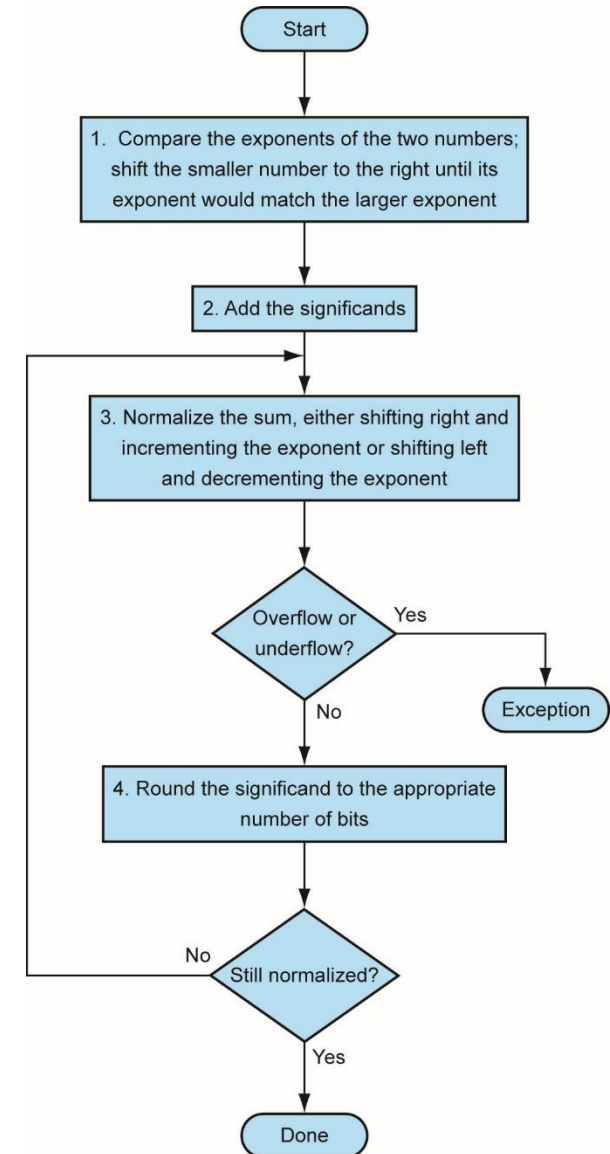 Start
1. Compare the exponents of the two numbers;
shift the smaller number to the right until its
exponent would match the larger exponent
2. Add the significands
3. Normalize the sum, either shifting right and
incrementing the exponent or shifting left
and decrementing the exponent
Overflow or
underflow?
Yes
No
Exception
4. Round the significand to the appropriate
number of bits
No
Still normalized?
Yes
Done